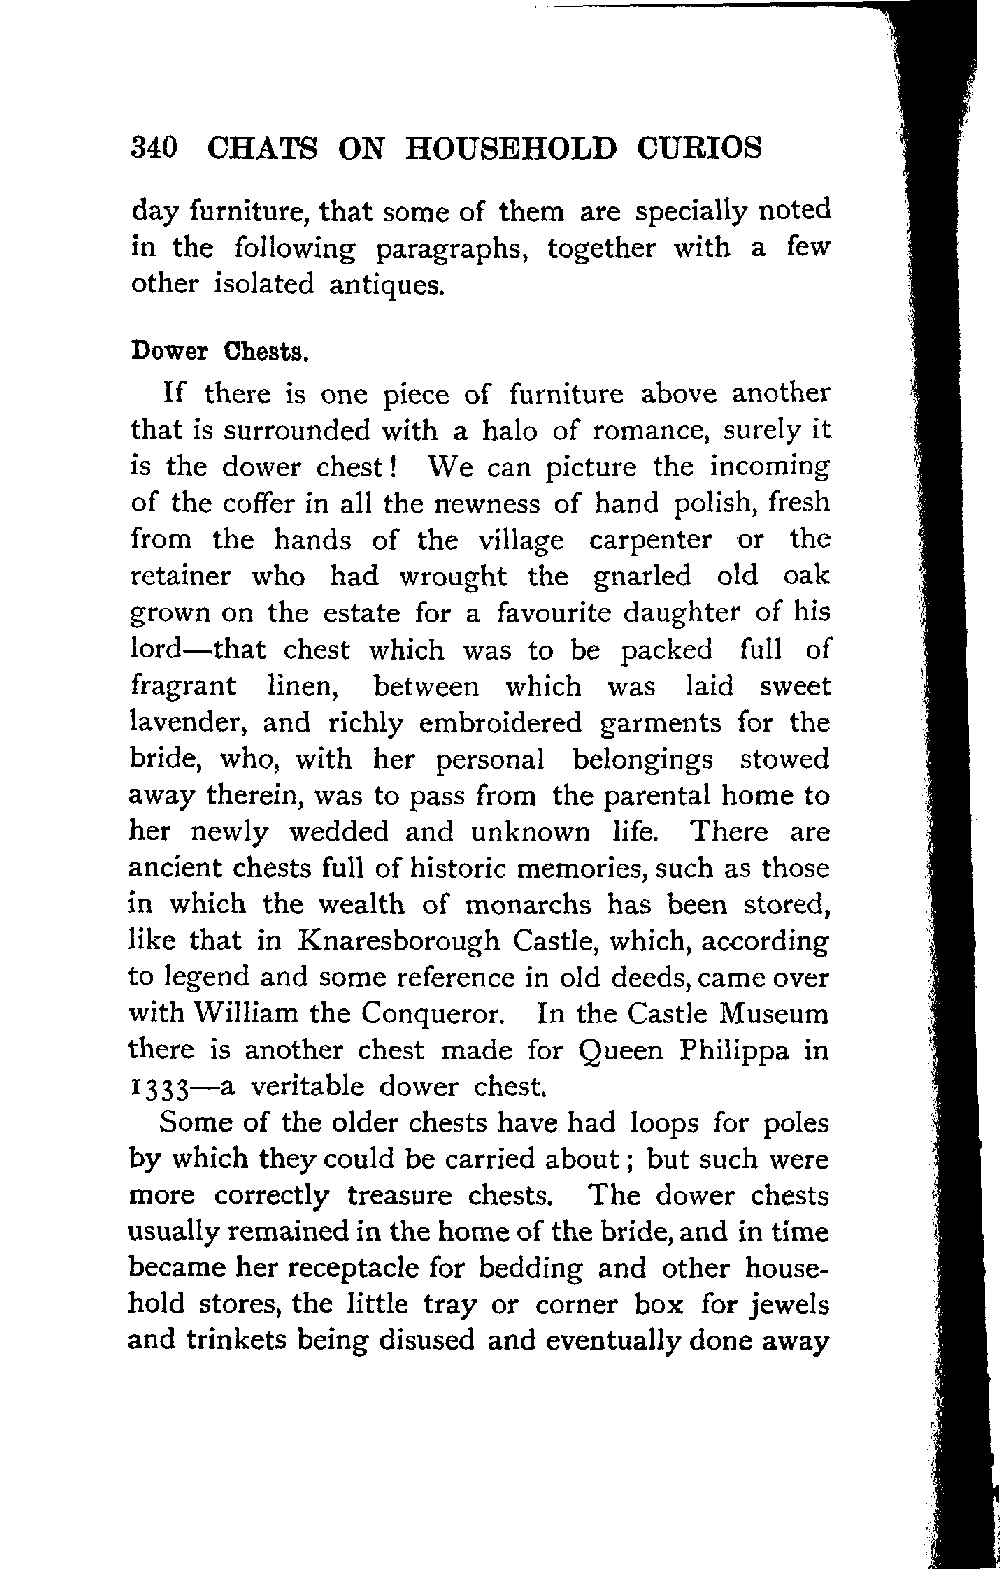 340 CHATS ON HOUSEHOLD CURIOS
day furniture, that some of them are specially noted
in the following paragraphs, together with a few
other isolated antiques.
Dower Chests.
If there is one piece of furniture above another
that is surrounded with a halo of romance, surely it
is the dower chest! We can picture the incoming
of the coffer in all the newness of hand polish, fresh
from the hands of the village carpenter or the
retainer who had wrought the gnarled old oak
grown on the estate for a favourite daughter of his
lord—that chest which was to be packed full of
fragrant linen, between which was laid sweet
lavender, and richly embroidered garments for the
bride, who, with her personal belongings stowed
away therein, was to pass from the parental home to
her newly wedded and unknown life. There are
ancient chests full of historic memories, such as those
in which the wealth of monarchs has been stored,
like that in Knaresborough Castle, which, according
to legend and some reference in old deeds, came over
with William the Conqueror. In the Castle Museum
there is another chest made for Queen Philippa in
1333—a veritable dower chest.
Some of the older chests have had loops for poles
by which they could be carried about; but such were
more correctly treasure chests. The dower chests
usually remained in the home of the bride, and in time
became her receptacle for bedding and other house-
hold stores, the little tray or corner box for jewels
and trinkets being disused and eventually done away